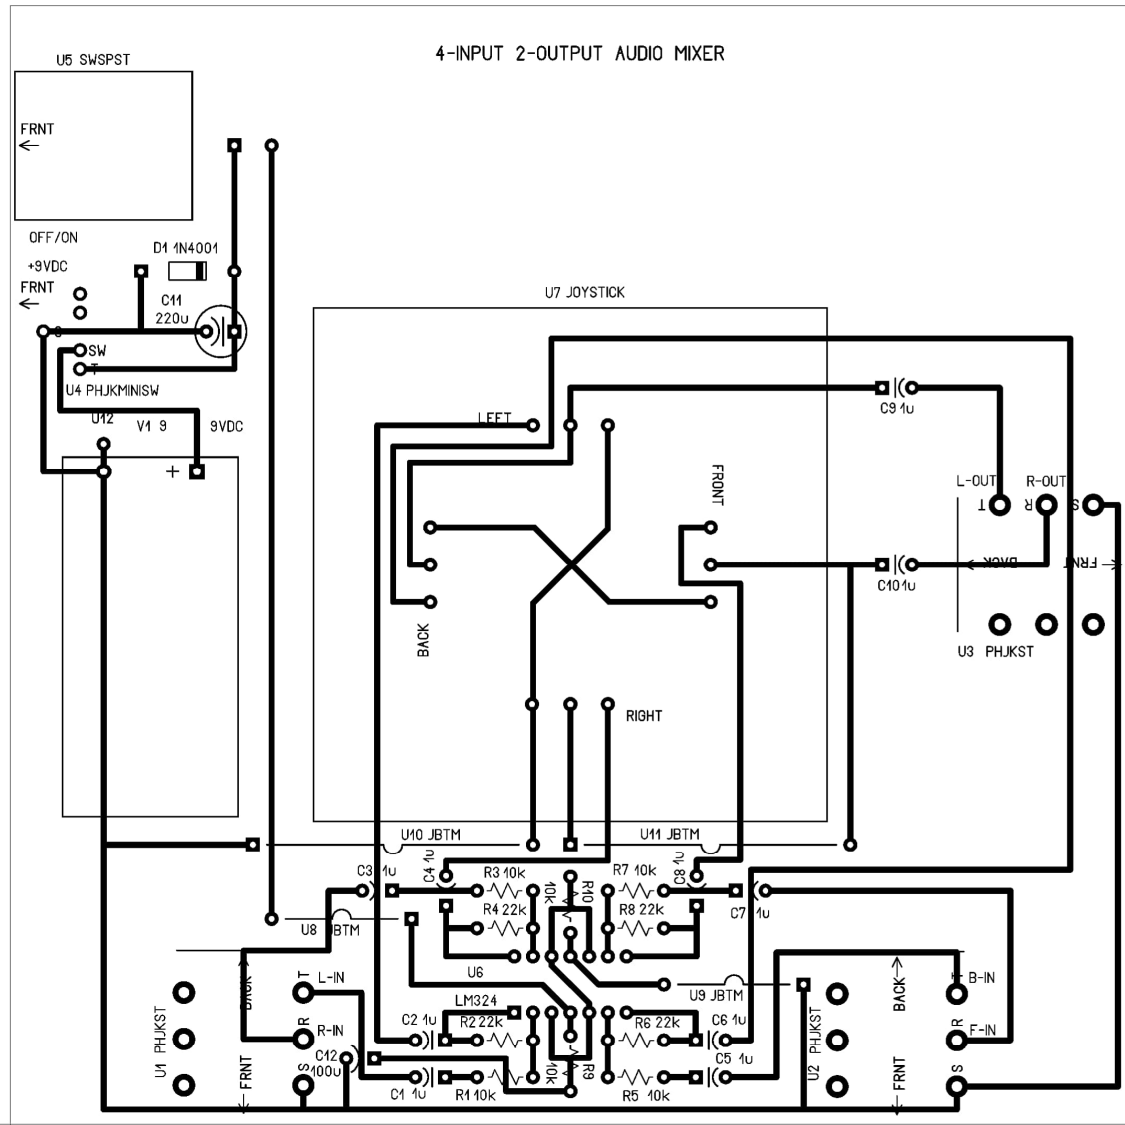 4-INPUT 2-OUTPUT AUDIO MIXER
U5 SWSPST
FRNT
OFF/ON
D1 1N4001
+9VDC
FRNT
C11
220u
U7 JOYSTICK
SW
T
U4 PHJKMINISW
U12
V1 9
9VDC
+
LEFT
C9 1u
FRONT
L-OUT
R-OUT
T
R
S
BACK
FRNT
C10 1u
BACK
U3 PHJKST
RIGHT
U10 JBTM
U11 JBTM
C3 1u
C4 1u
R3 10k
R7 10k
C8 1u
R4 22k
10k
R10
R8 22k
C7 1u
U8 JBTM
U6
U9 JBTM
BACK
T
L-IN
BACK
T
B-IN
LM324
C2 1u
R2 22k
R6 22k
C6 1u
R
R-IN
R
F-IN
U1 PHJKST
U2 PHJKST
C12
100u
C5 1u
FRNT
S
10k
R9
FRNT
S
C1 1u
R1 10k
R5 10k